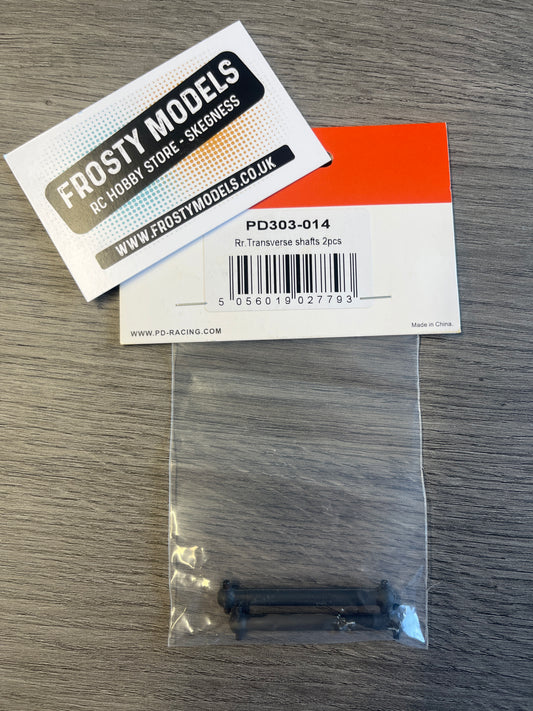 FROSTY MODELS
RC HOBBY STORE - SKEGNESS
WWW.FROSTYMODELS.CO.UK
PD303-014
Rr.Transverse shafts 2pcs
5 056019 027793
WWW.PD-RACING.COM
Made in China.